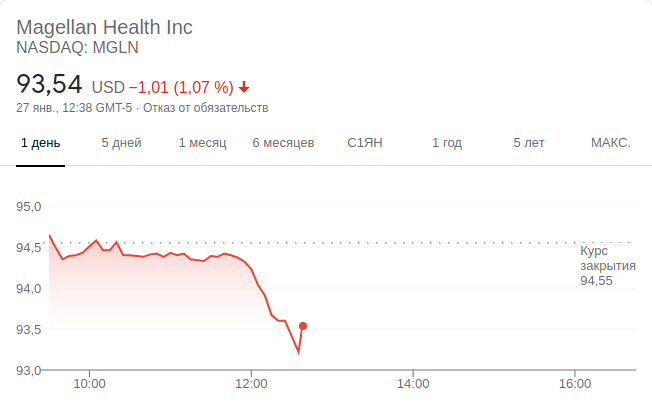 Magellan Health Inc
NASDAQ: MGLN
93,54 USD −1,01 (1,07 %)
27 янв., 12:38 GMT-5 · Отказ от обязательств
1 день 5 дней 1 месяц 6 месяцев С1ЯН 1 год 5 лет МАКС.
95,0
94,5
Курс
закрытия
94,55
94,0
93,5
93,0
10:00 12:00 14:00 16:00